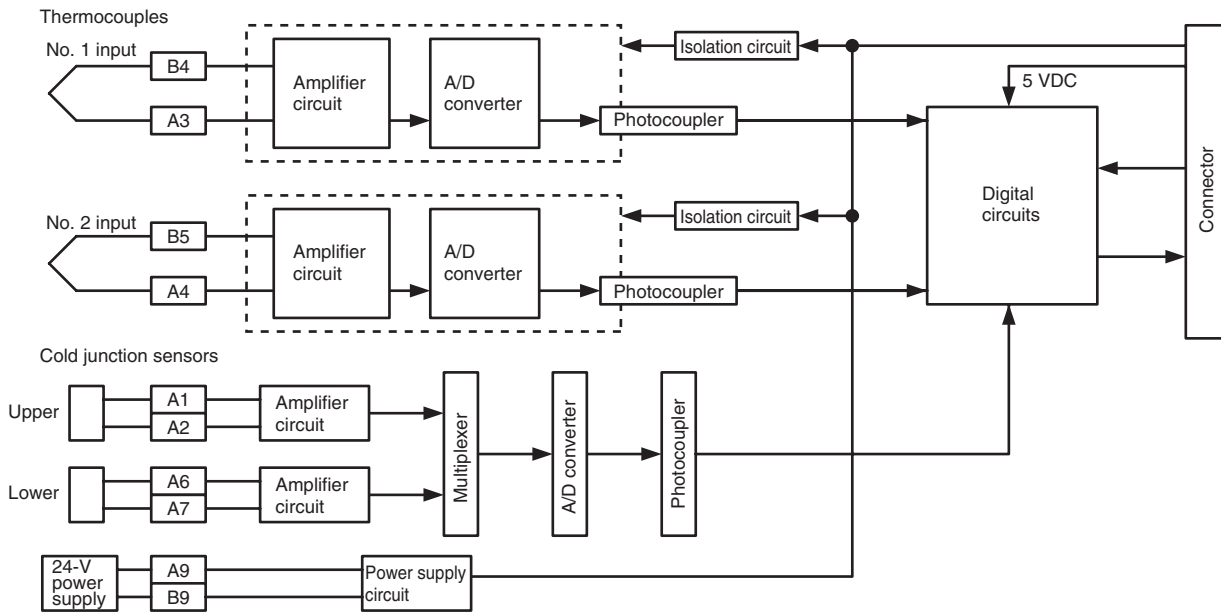 Thermocouples
No. 1 input
B4
A3
Amplifier
circuit
A/D
converter
Isolation circuit
Photocoupler
5 VDC
No. 2 input
B5
A4
Amplifier
circuit
A/D
converter
Isolation circuit
Photocoupler
Digital
circuits
Connector
Cold junction sensors
Upper
A1
A2
Amplifier
circuit
Lower
A6
A7
Amplifier
circuit
Multiplexer
A/D converter
Photocoupler
24-V
power
supply
A9
B9
Power supply
circuit